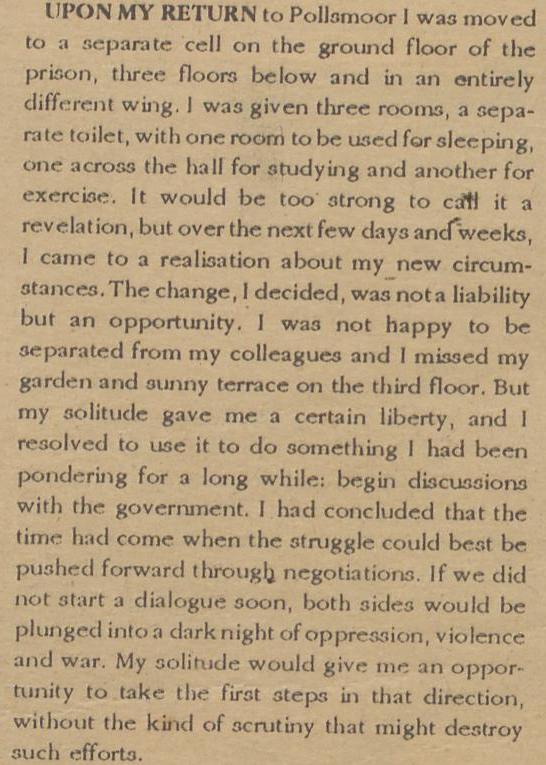 UPON MY RETURN to Pollsmoor I was moved
to a separate cell on the ground floor of the
prison, three floors below and in an entirely
different wing. I was given three rooms, a sepa-
rate toilet, with one room to be used for sleeping,
one across the hall for studying and another for
exercise. It would be too strong to call it a
revelation, but over the next few days and weeks,
I came to a realisation about my new circum-
stances. The change, I decided, was not a liability
but an opportunity. I was not happy to be
separated from my colleagues and I missed my
garden and sunny terrace on the third floor. But
my solitude gave me a certain liberty, and I
resolved to use it to do something I had been
pondering for a long while: begin discussions
with the government. I had concluded that the
time had come when the struggle could best be
pushed forward through negotiations. If we did
not start a dialogue soon, both sides would be
plunged into a dark night of oppression, violence
and war. My solitude would give me an oppor-
tunity to take the first steps in that direction,
without the kind of scrutiny that might destroy
such efforts.